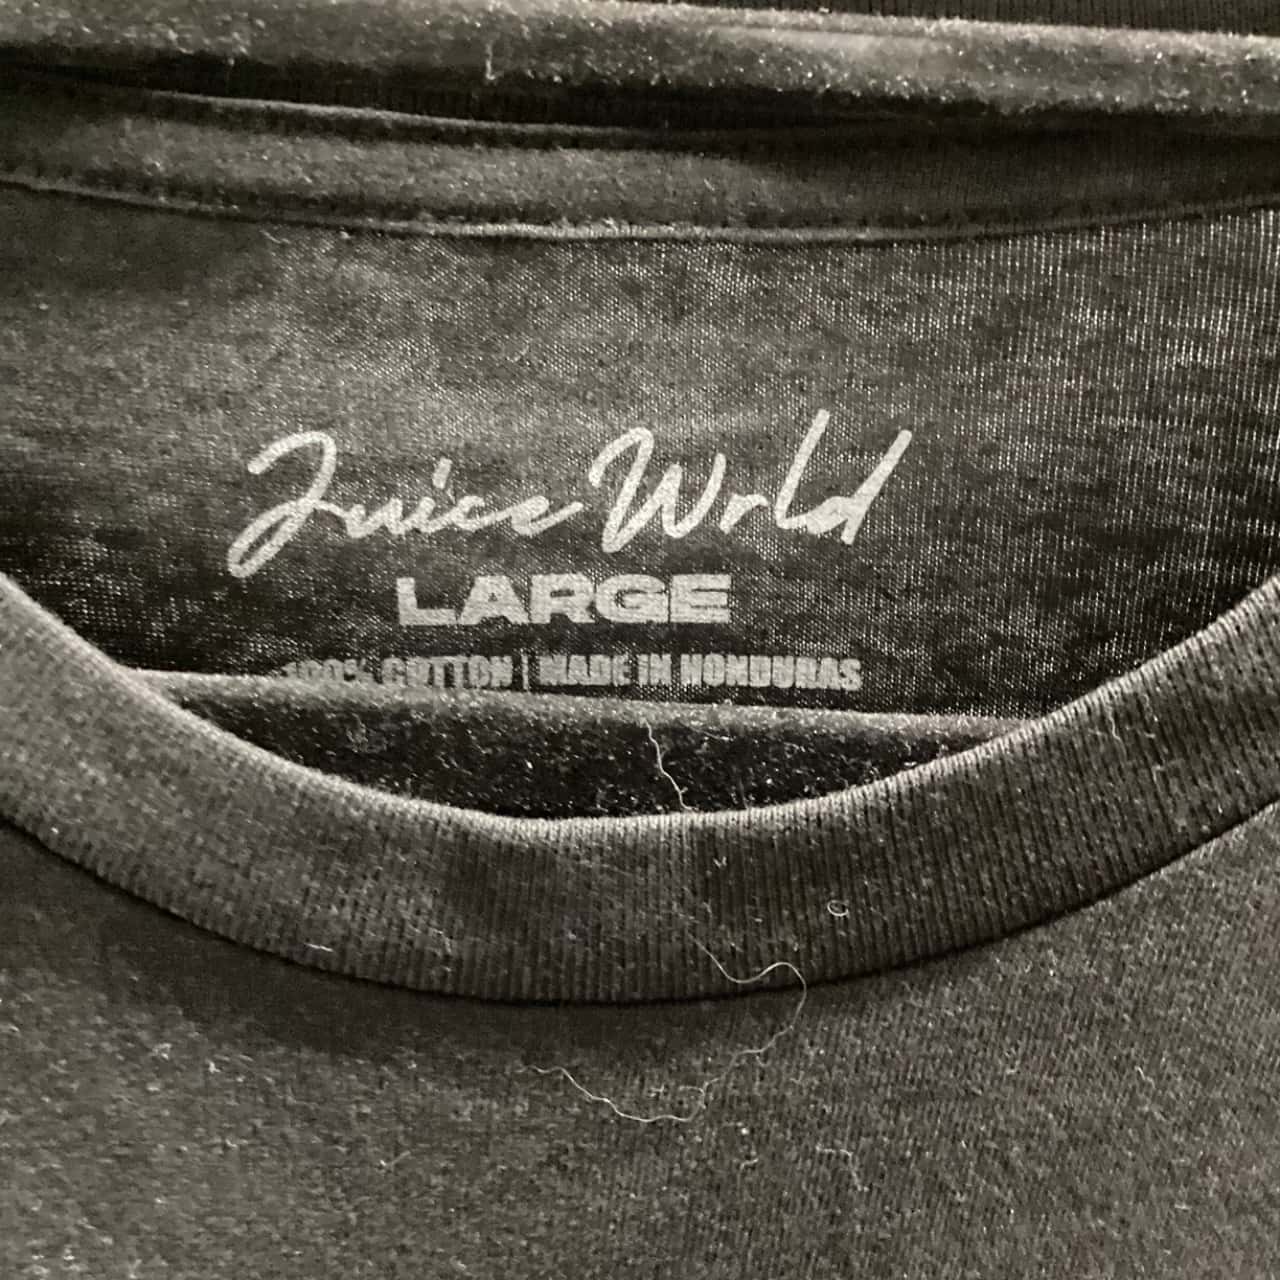 Juice Wrld
LARGE
100% COTTON | MADE IN HONDURAS